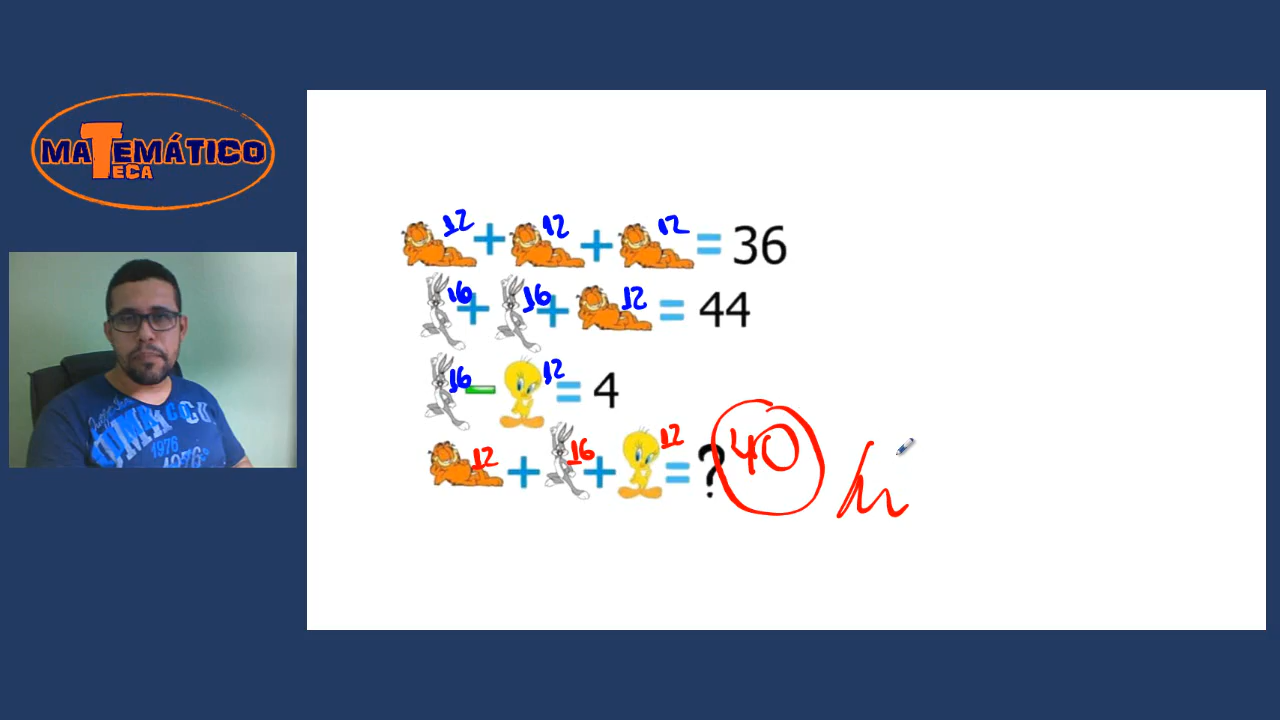 MATEMÁTICO
TECA
12 + 12 + 12 = 36
16 + 16 + 12 = 44
16 - 12 = 4
12 + 16 + 12 = ? 40
1976
1976